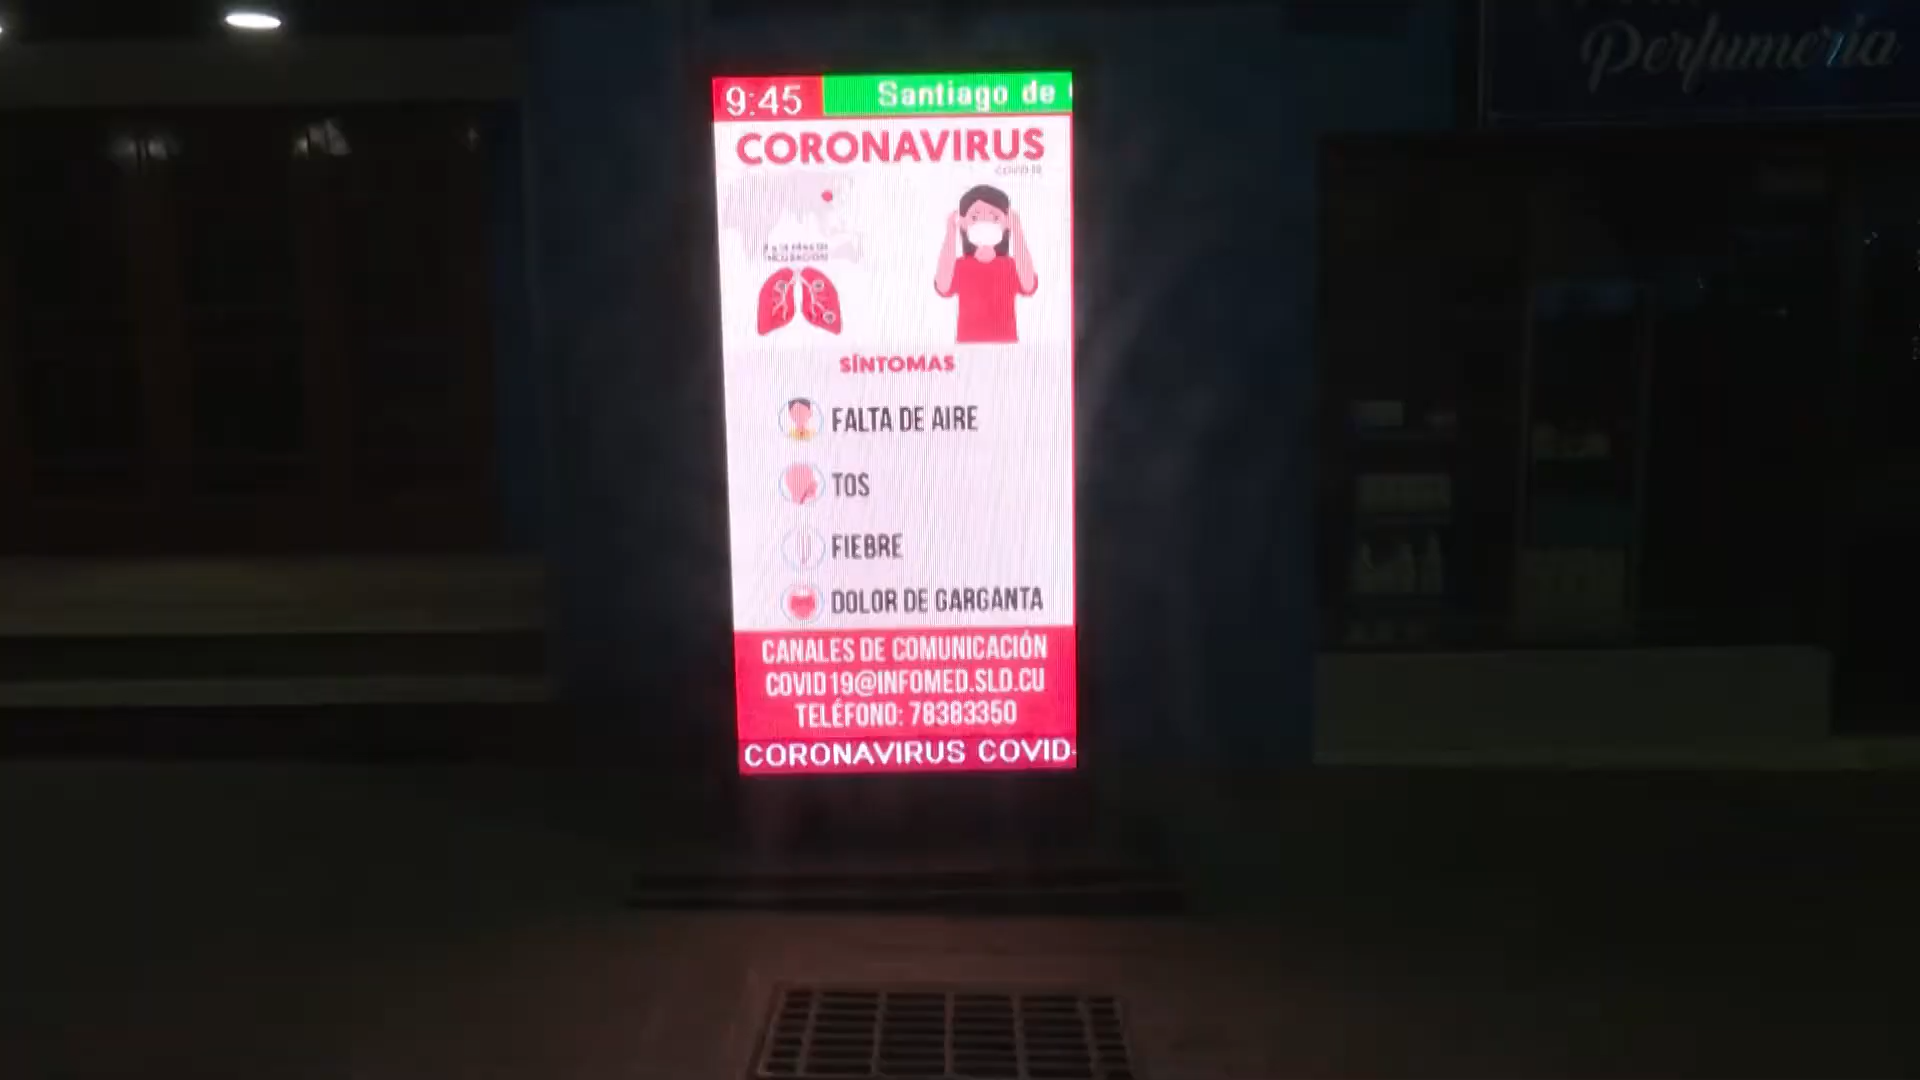 Perfumería
9:45 Santiago de
CORONAVIRUS
COVID 19
SÍNTOMAS
FALTA DE AIRE
TOS
FIEBRE
DOLOR DE GARGANTA
CANALES DE COMUNICACIÓN
COVID19@INFOMED.SLD.CU
TELÉFONO: 78383350
CORONAVIRUS COVID-